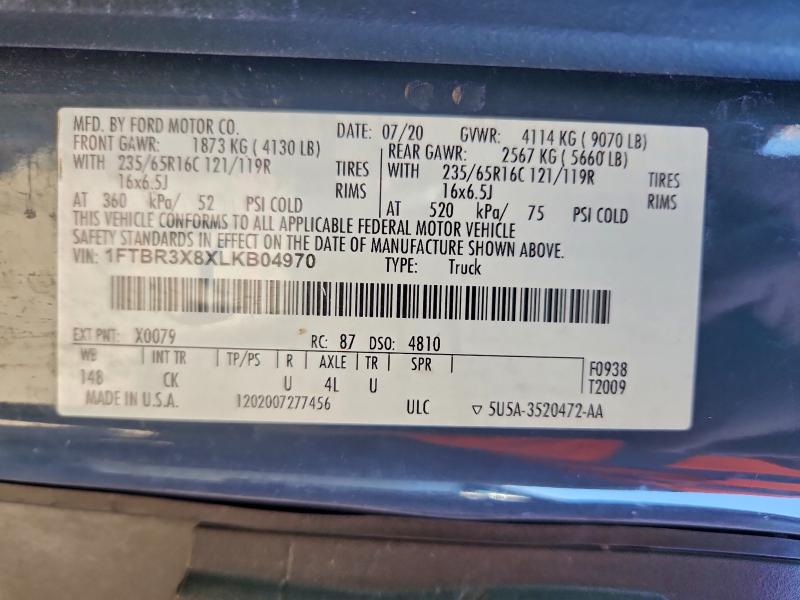 MFD. BY FORD MOTOR CO. DATE: 07/20 GVWR: 4114 KG ( 9070 LB)
FRONT GAWR: 1873 KG ( 4130 LB) REAR GAWR: 2567 KG ( 5660 LB)
WITH 235/65R16C 121/119R TIRES WITH 235/65R16C 121/119R TIRES
16x6.5J RIMS 16x6.5J RIMS
AT 360 kPa/ 52 PSI COLD AT 520 kPa/ 75 PSI COLD
THIS VEHICLE CONFORMS TO ALL APPLICABLE FEDERAL MOTOR VEHICLE
SAFETY STANDARDS IN EFFECT ON THE DATE OF MANUFACTURE SHOWN ABOVE.
VIN: 1FTBR3X8XLKB04970 TYPE: Truck
EXT PNT: X0079 RC: 87 DSO: 4810
WB INT TR TP/PS R AXLE TR SPR F0938
148 CK U 4L U T2009
MADE IN U.S.A. 1202007277456 ULC ▽ 5U5A-3520472-AA